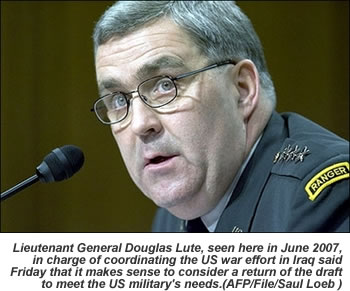 RANGER
Lieutenant General Douglas Lute, seen here in June 2007,
in charge of coordinating the US war effort in Iraq said
Friday that it makes sense to consider a return of the draft
to meet the US military's needs.(AFP/File/Saul Loeb )